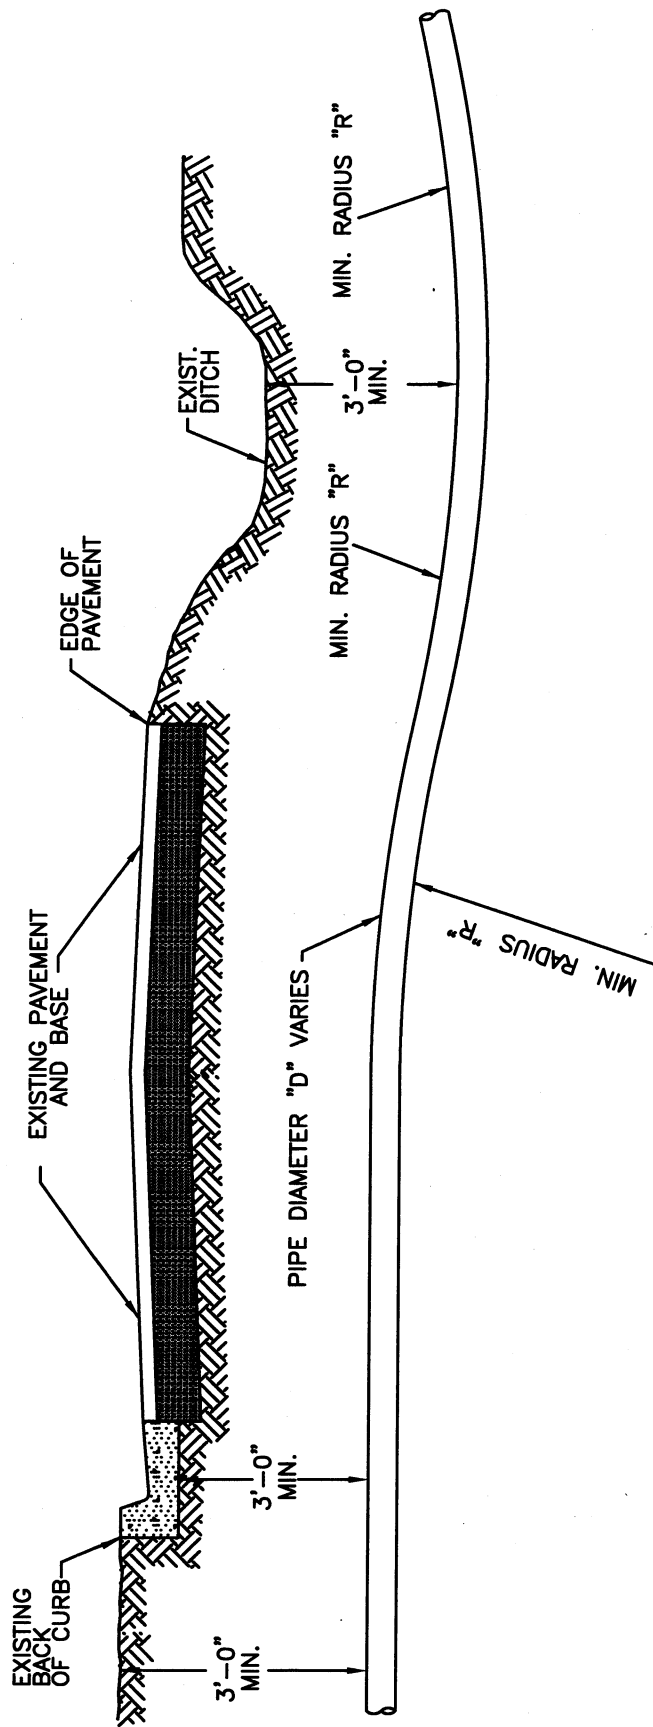 EXISTING
BACK
OF CURB
3'-0"
MIN.
3'-0"
MIN.
EXISTING PAVEMENT
AND BASE
EDGE OF
PAVEMENT
EXIST.
DITCH
PIPE DIAMETER "D" VARIES
MIN. RADIUS "R"
MIN. RADIUS "R"
3'-0"
MIN.
MIN. RADIUS "R"